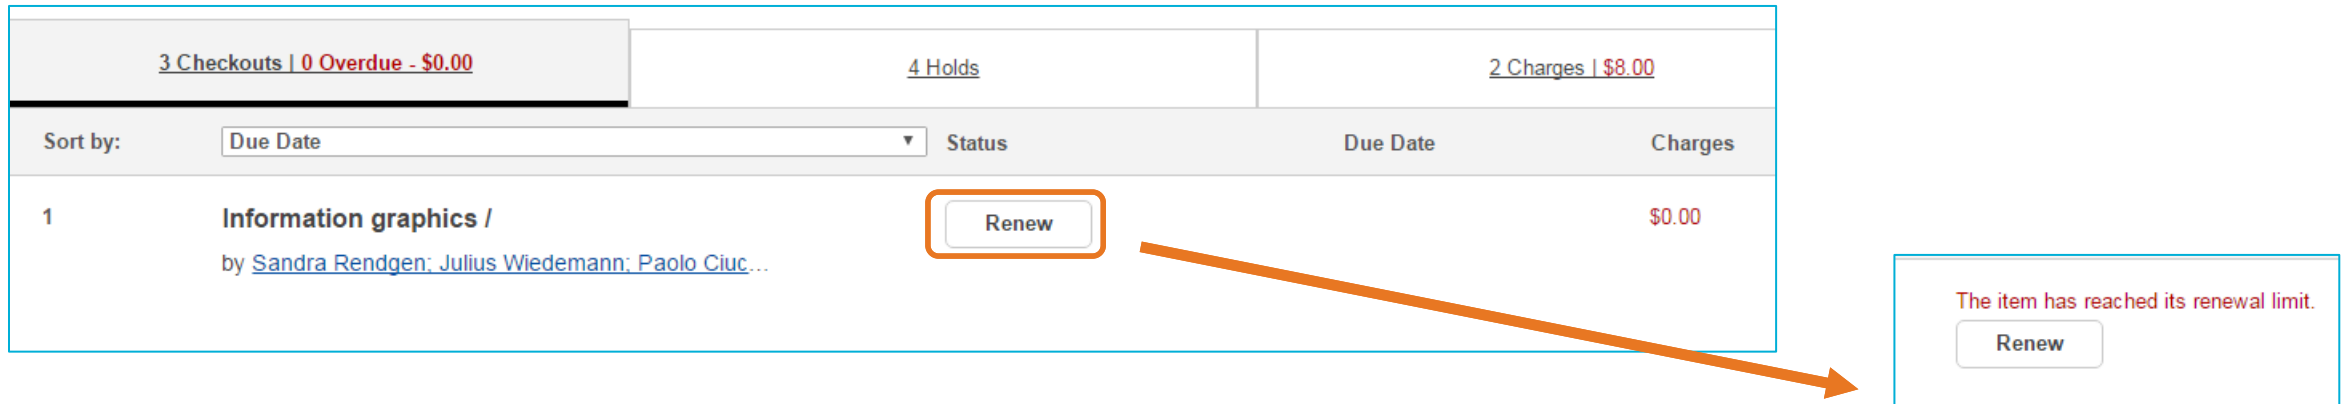 3 Checkouts | 0 Overdue - $0.00
4 Holds
2 Charges | $8.00
Sort by:
Due Date
Status
Due Date
Charges
1
Information graphics /
Renew
$0.00
by Sandra Rendgen; Julius Wiedemann; Paolo Ciuc...
The item has reached its renewal limit.
Renew